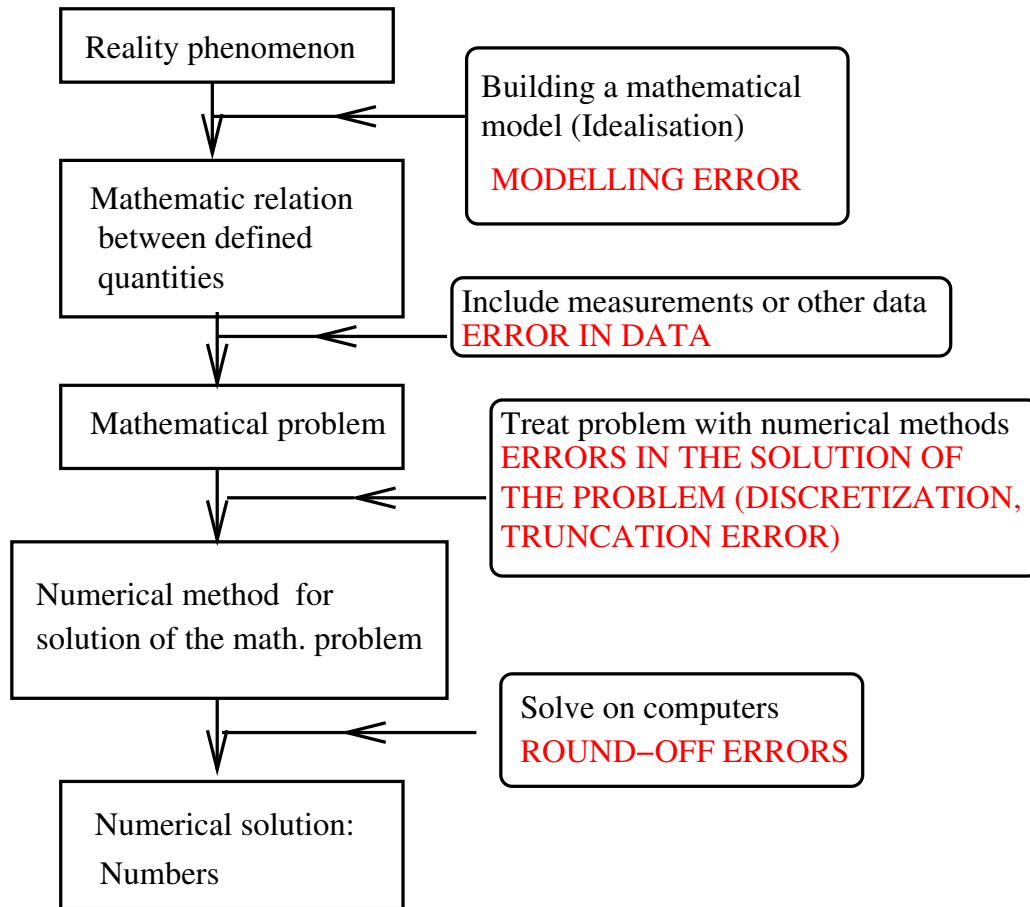 Reality phenomenon
Building a mathematical
model (Idealisation)
MODELLING ERROR
Mathematic relation
between defined
quantities
Include measurements or other data
ERROR IN DATA
Mathematical problem
Treat problem with numerical methods
ERRORS IN THE SOLUTION OF
THE PROBLEM (DISCRETIZATION,
TRUNCATION ERROR)
Numerical method for
solution of the math. problem
Solve on computers
ROUND−OFF ERRORS
Numerical solution:
Numbers